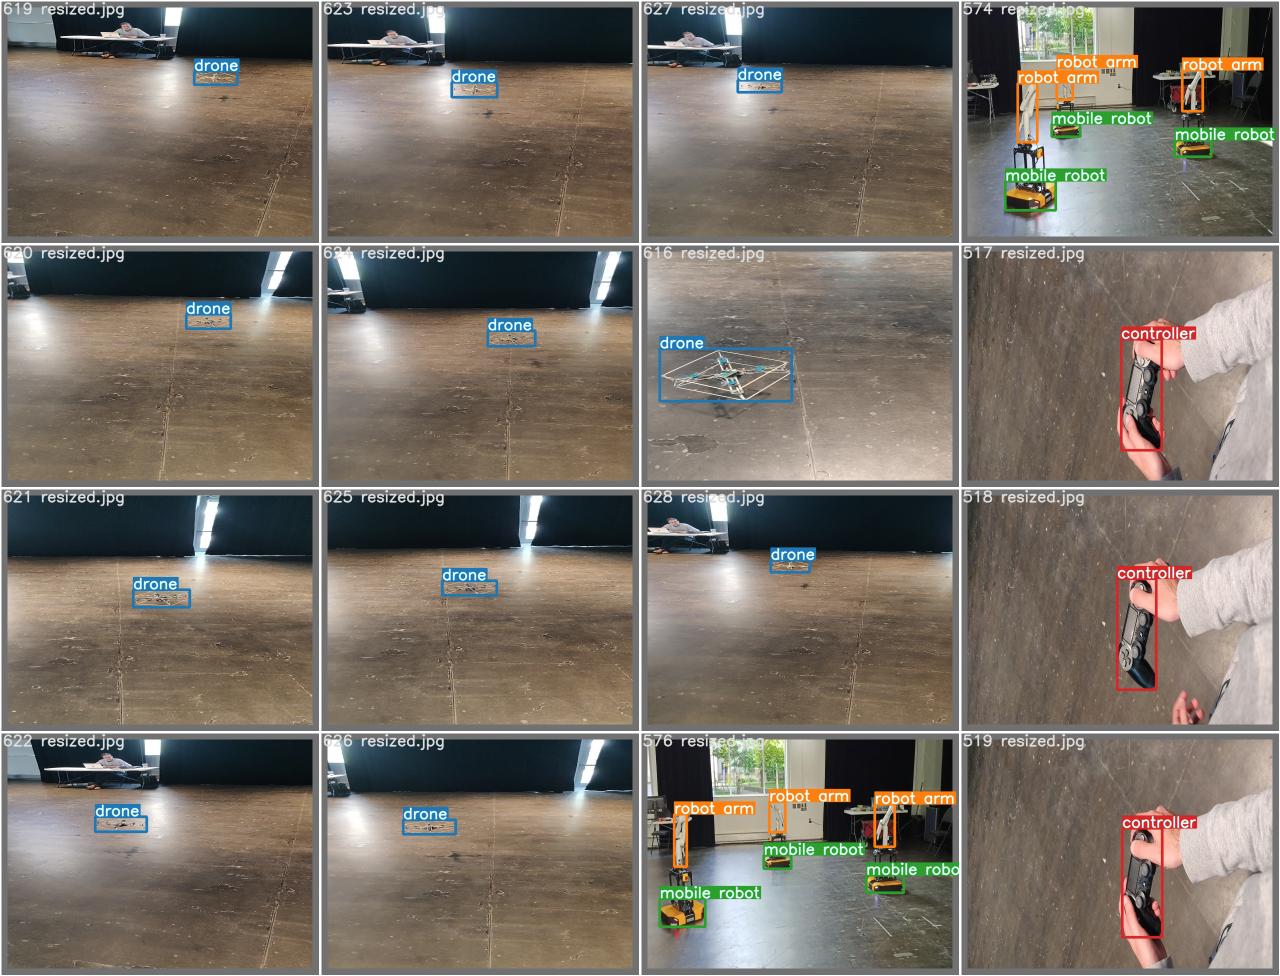 619 resized.jpg
drone
623 resized.jpg
drone
627 resized.jpg
drone
574 resized.jpg
robot arm
robot arm
robot arm
mobile robot
mobile robot
mobile robot
620 resized.jpg
drone
624 resized.jpg
drone
616 resized.jpg
drone
517 resized.jpg
controller
621 resized.jpg
drone
625 resized.jpg
drone
628 resized.jpg
drone
518 resized.jpg
controller
622 resized.jpg
drone
626 resized.jpg
drone
576 resized.jpg
robot arm
robot arm
robot arm
mobile robot
mobile robo
mobile robot
519 resized.jpg
controller